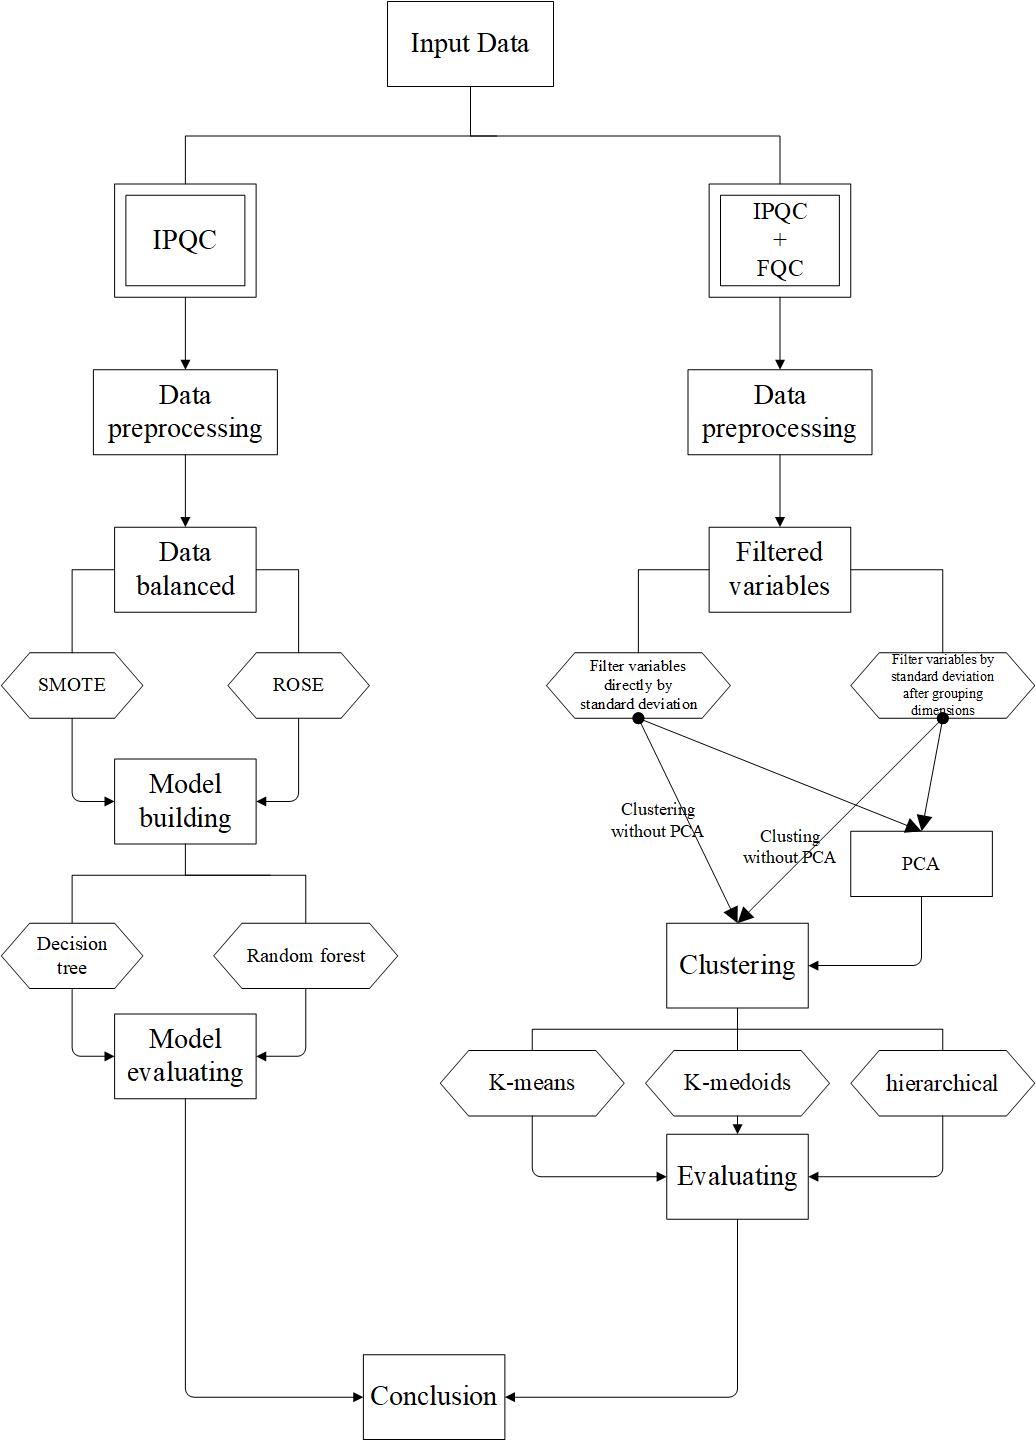 Input Data
IPQC
IPQC
+
FQC
Data
preprocessing
Data
preprocessing
Data
balanced
Filtered
variables
SMOTE
ROSE
Filter variables
directly by
standard deviation
Filter variables by
standard deviation
after grouping
dimensions
Model
building
Clustering
without PCA
Clusting
without PCA
PCA
Decision
tree
Random forest
Clustering
Model
evaluating
K-means
K-medoids
hierarchical
Evaluating
Conclusion